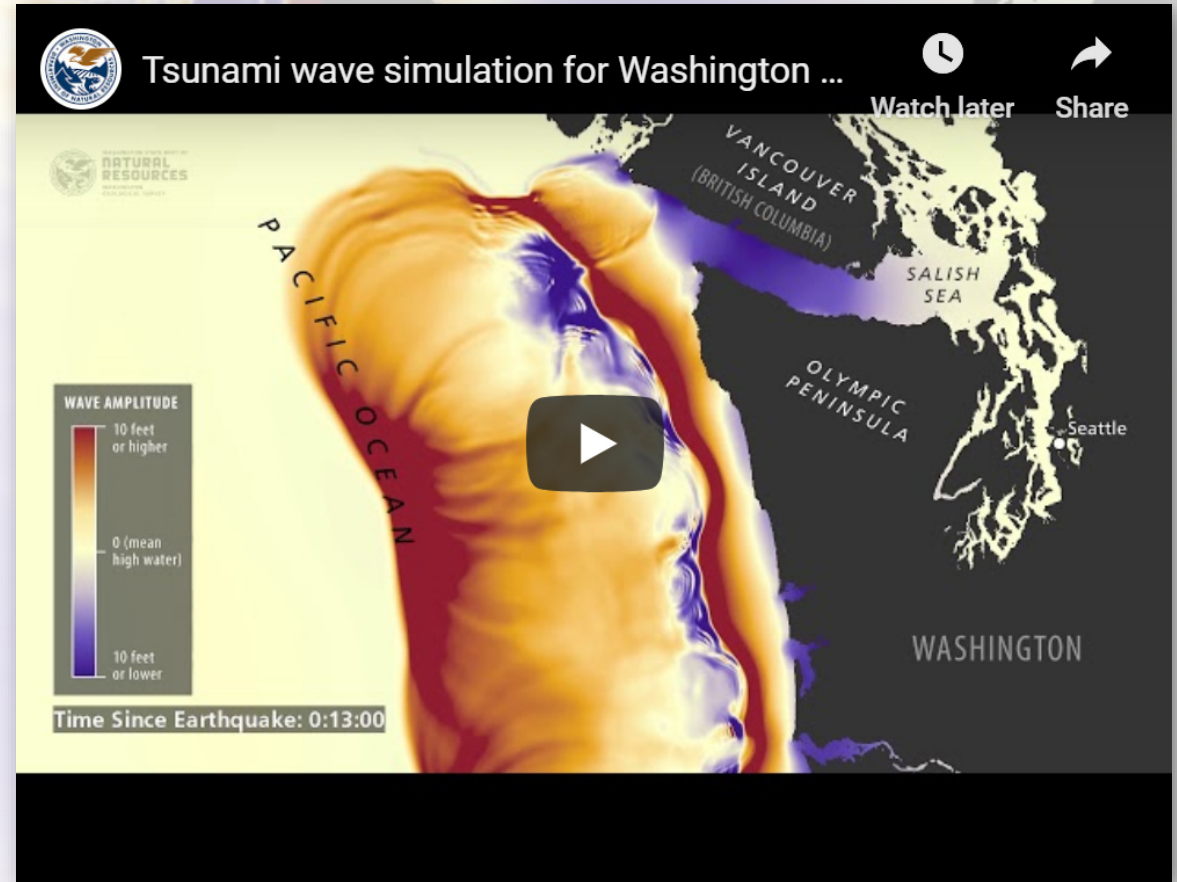 Tsunami wave simulation for Washington ...
Watch later
Share
NATURAL
RESOURCES
VANCOUVER
ISLAND
(BRITISH COLUMBIA)
SALISH
SEA
PACIFIC OCEAN
OLYMPIC
PENINSULA
Seattle
WAVE AMPLITUDE
10 feet
or higher
0 (mean
high water)
10 feet
or lower
WASHINGTON
Time Since Earthquake: 0:13:00